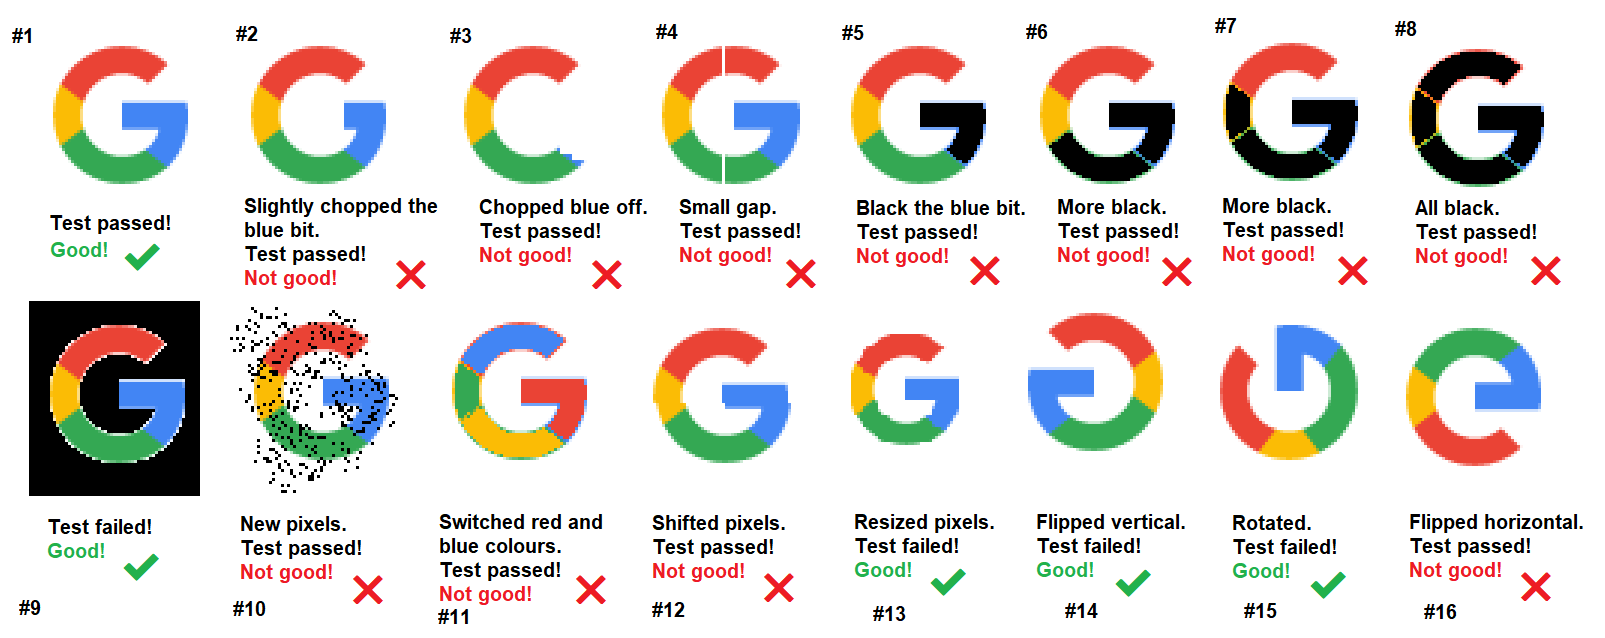 #1
Test passed!
Good!
#2
Slightly chopped the
blue bit.
Test passed!
Not good!
#3
Chopped blue off.
Test passed!
Not good!
#4
Small gap.
Test passed!
Not good!
#5
Black the blue bit.
Test passed!
Not good!
#6
More black.
Test passed!
Not good!
#7
More black.
Test passed!
Not good!
#8
All black.
Test passed!
Not good!
Test failed!
Good!
#9
New pixels.
Test passed!
Not good!
#10
Switched red and
blue colours.
Test passed!
Not good!
#11
Shifted pixels.
Test passed!
Not good!
#12
Resized pixels.
Test failed!
Good!
#13
Flipped vertical.
Test failed!
Good!
#14
Rotated.
Test failed!
Good!
#15
Flipped horizontal.
Test passed!
Not good!
#16